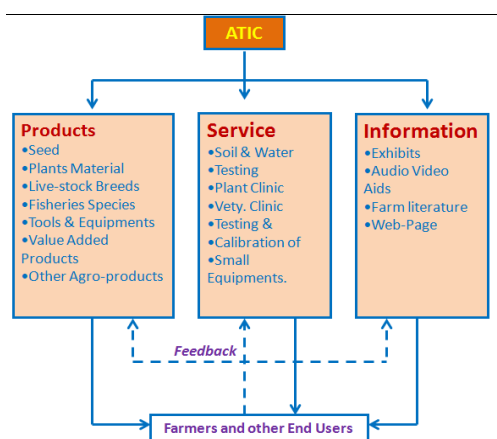 ATIC
Products
•Seed
•Plants Material
•Live-stock Breeds
•Fisheries Species
•Tools & Equipments
•Value Added
Products
•Other Agro-products
Service
•Soil & Water
•Testing
•Plant Clinic
•Vety. Clinic
•Testing &
•Calibration of
•Small
Equipments.
Information
•Exhibits
•Audio Video
Aids
•Farm literature
•Web-Page
Feedback
Farmers and other End Users